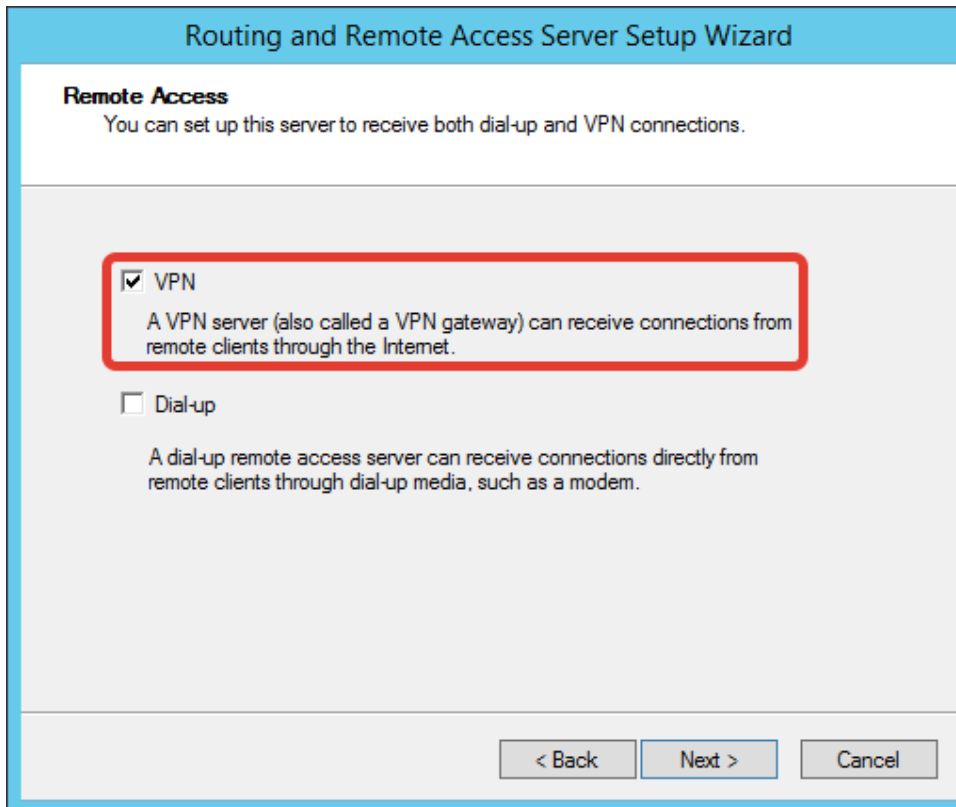 Routing and Remote Access Server Setup Wizard
Remote Access
You can set up this server to receive both dial-up and VPN connections.
VPN
A VPN server (also called a VPN gateway) can receive connections from
remote clients through the Internet.
Dial-up
A dial-up remote access server can receive connections directly from
remote clients through dial-up media, such as a modem.
< Back Next > Cancel